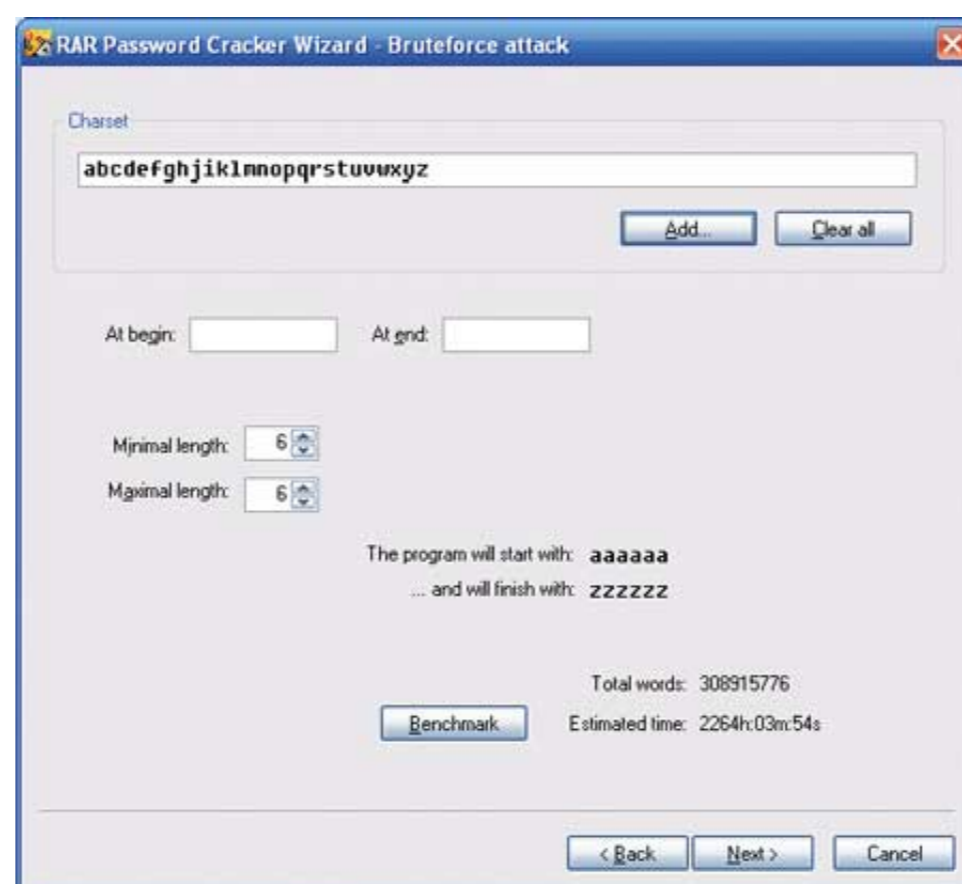 RAR Password Cracker Wizard - Bruteforce attack
Charset
abcdefghjiklmnopqrstuvwxyz
Add...
Clear all
At begin:
At end:
Minimal length: 6
Maximal length: 6
The program will start with: aaaaaa
... and will finish with: zzzzzz
Total words: 308915776
Benchmark
Estimated time: 2264h:03m:54s
< Back
Next >
Cancel